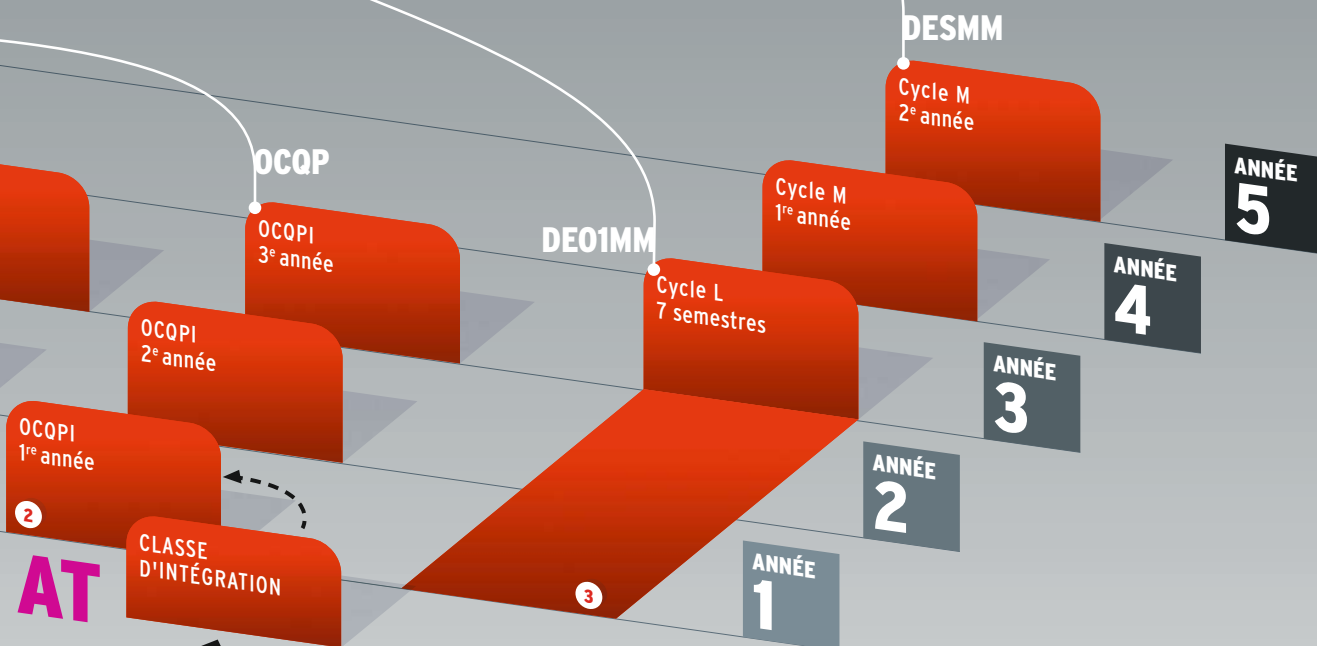 DESMM
Cycle M
2e année
ANNÉE
5
OCQP
Cycle M
1re année
OCQPI
3e année
DEO1MM
ANNÉE
4
Cycle L
7 semestres
OCQPI
2e année
ANNÉE
3
OCQPI
1re année
2
ANNÉE
2
CLASSE
D'INTÉGRATION
AT
3
ANNÉE
1